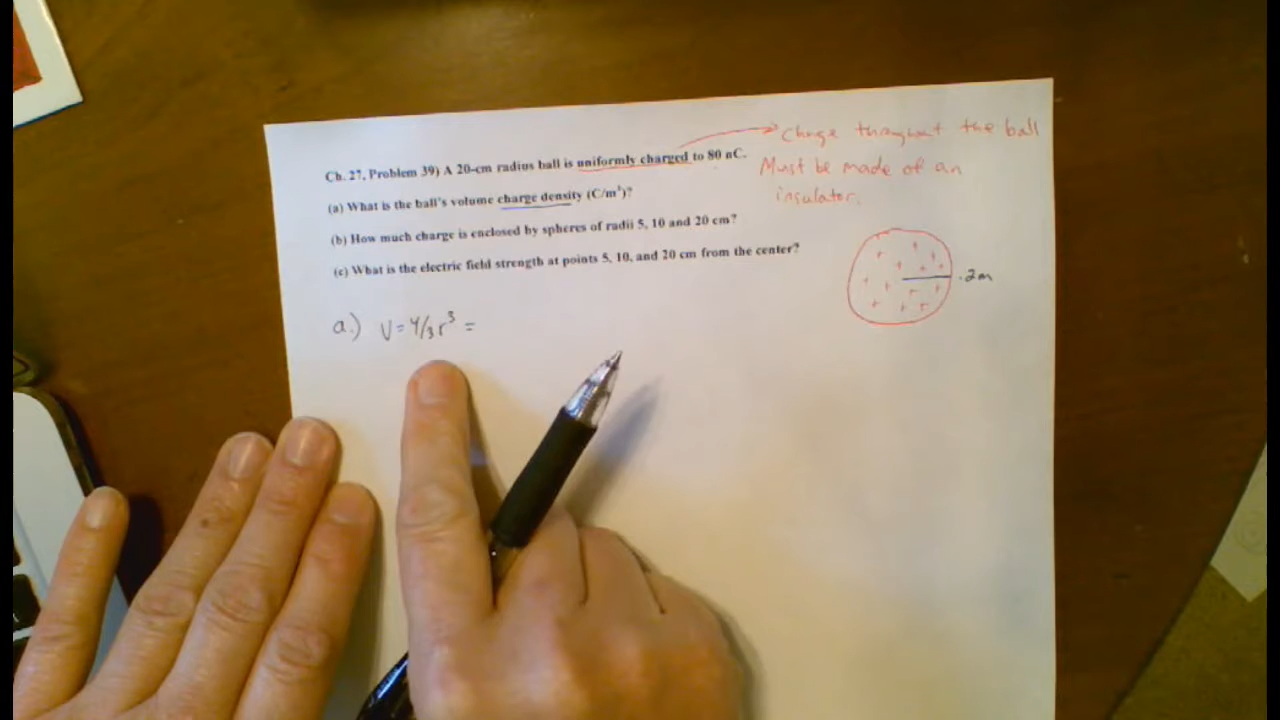 Ch. 27, Problem 39) A 20-cm radius ball is uniformly charged to 80 nC.
(a) What is the ball's volume charge density (C/m³)?
(b) How much charge is enclosed by spheres of radii 5, 10 and 20 cm?
(c) What is the electric field strength at points 5, 10, and 20 cm from the center?
Charge throughout the ball
Must be made of an
insulator.
.2m
a.) V = 4/3 r³ =